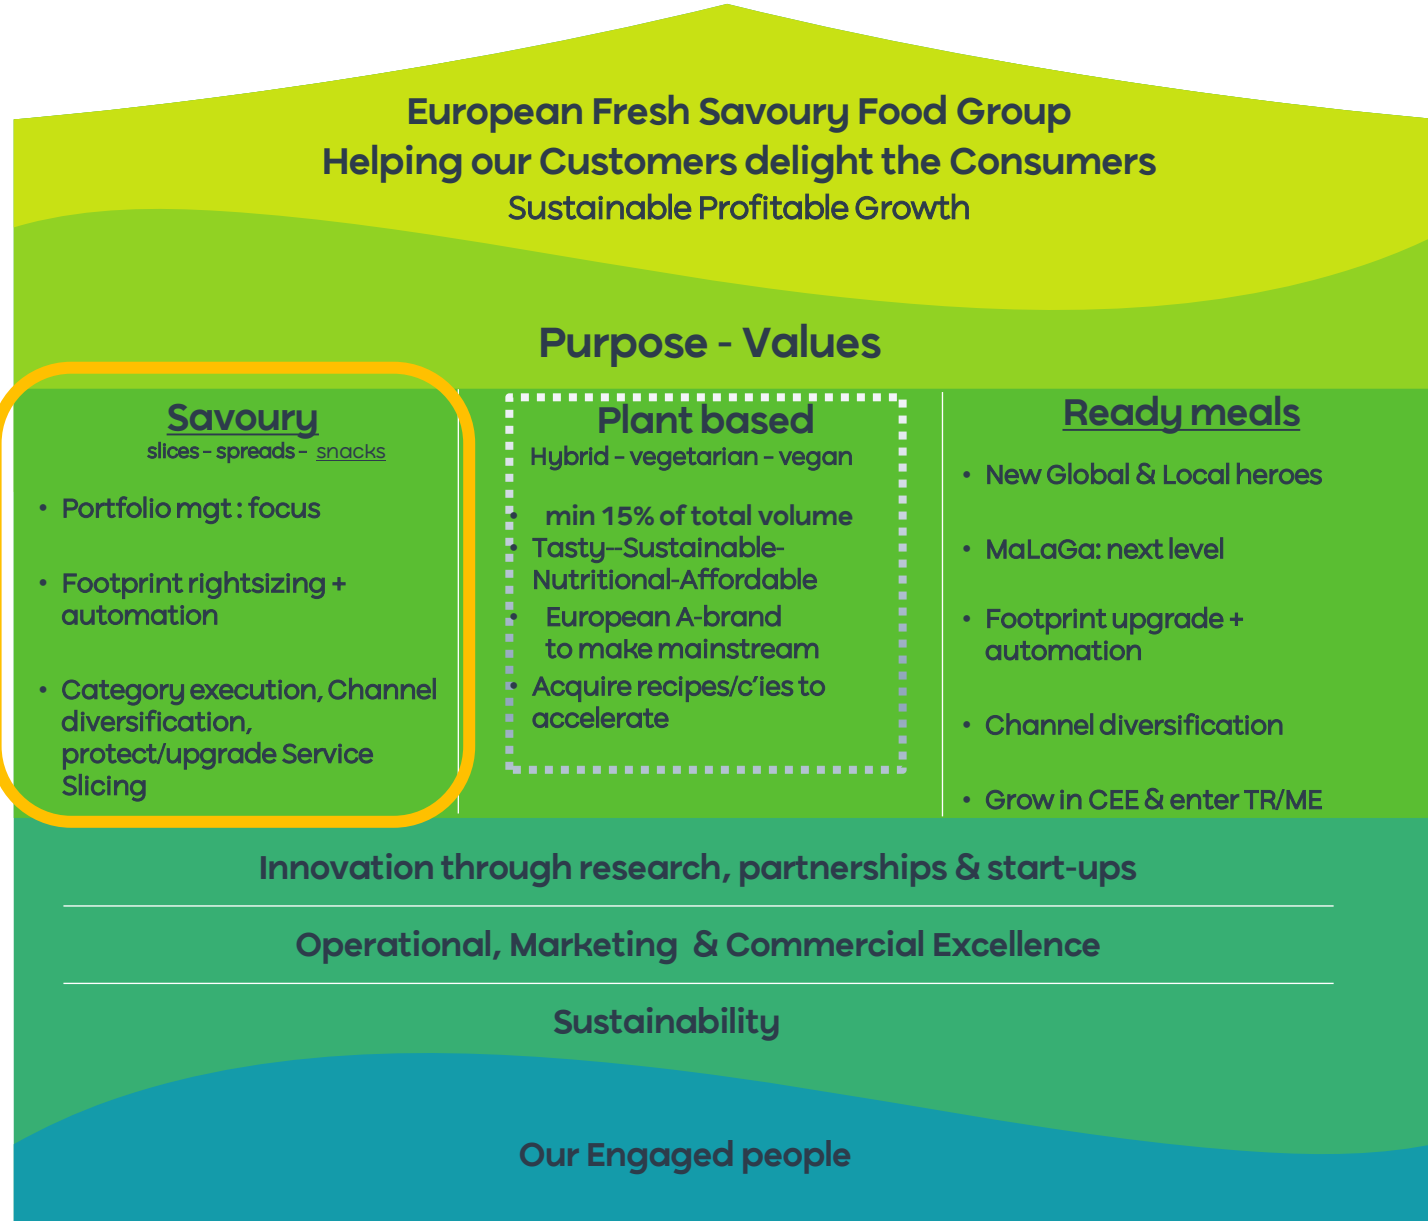 European Fresh Savoury Food Group
Helping our Customers delight the Consumers
Sustainable Profitable Growth
Purpose - Values
Savoury
slices - spreads - snacks
• Portfolio mgt : focus
• Footprint rightsizing +
automation
• Category execution, Channel
diversification,
protect/upgrade Service
Slicing
Plant based
Hybrid - vegetarian - vegan
• min 15% of total volume
• Tasty--Sustainable-
Nutritional-Affordable
• European A-brand
to make mainstream
• Acquire recipes/c'ies to
accelerate
Ready meals
• New Global & Local heroes
• MaLaGa: next level
• Footprint upgrade +
automation
• Channel diversification
• Grow in CEE & enter TR/ME
Innovation through research, partnerships & start-ups
Operational, Marketing & Commercial Excellence
Sustainability
Our Engaged people